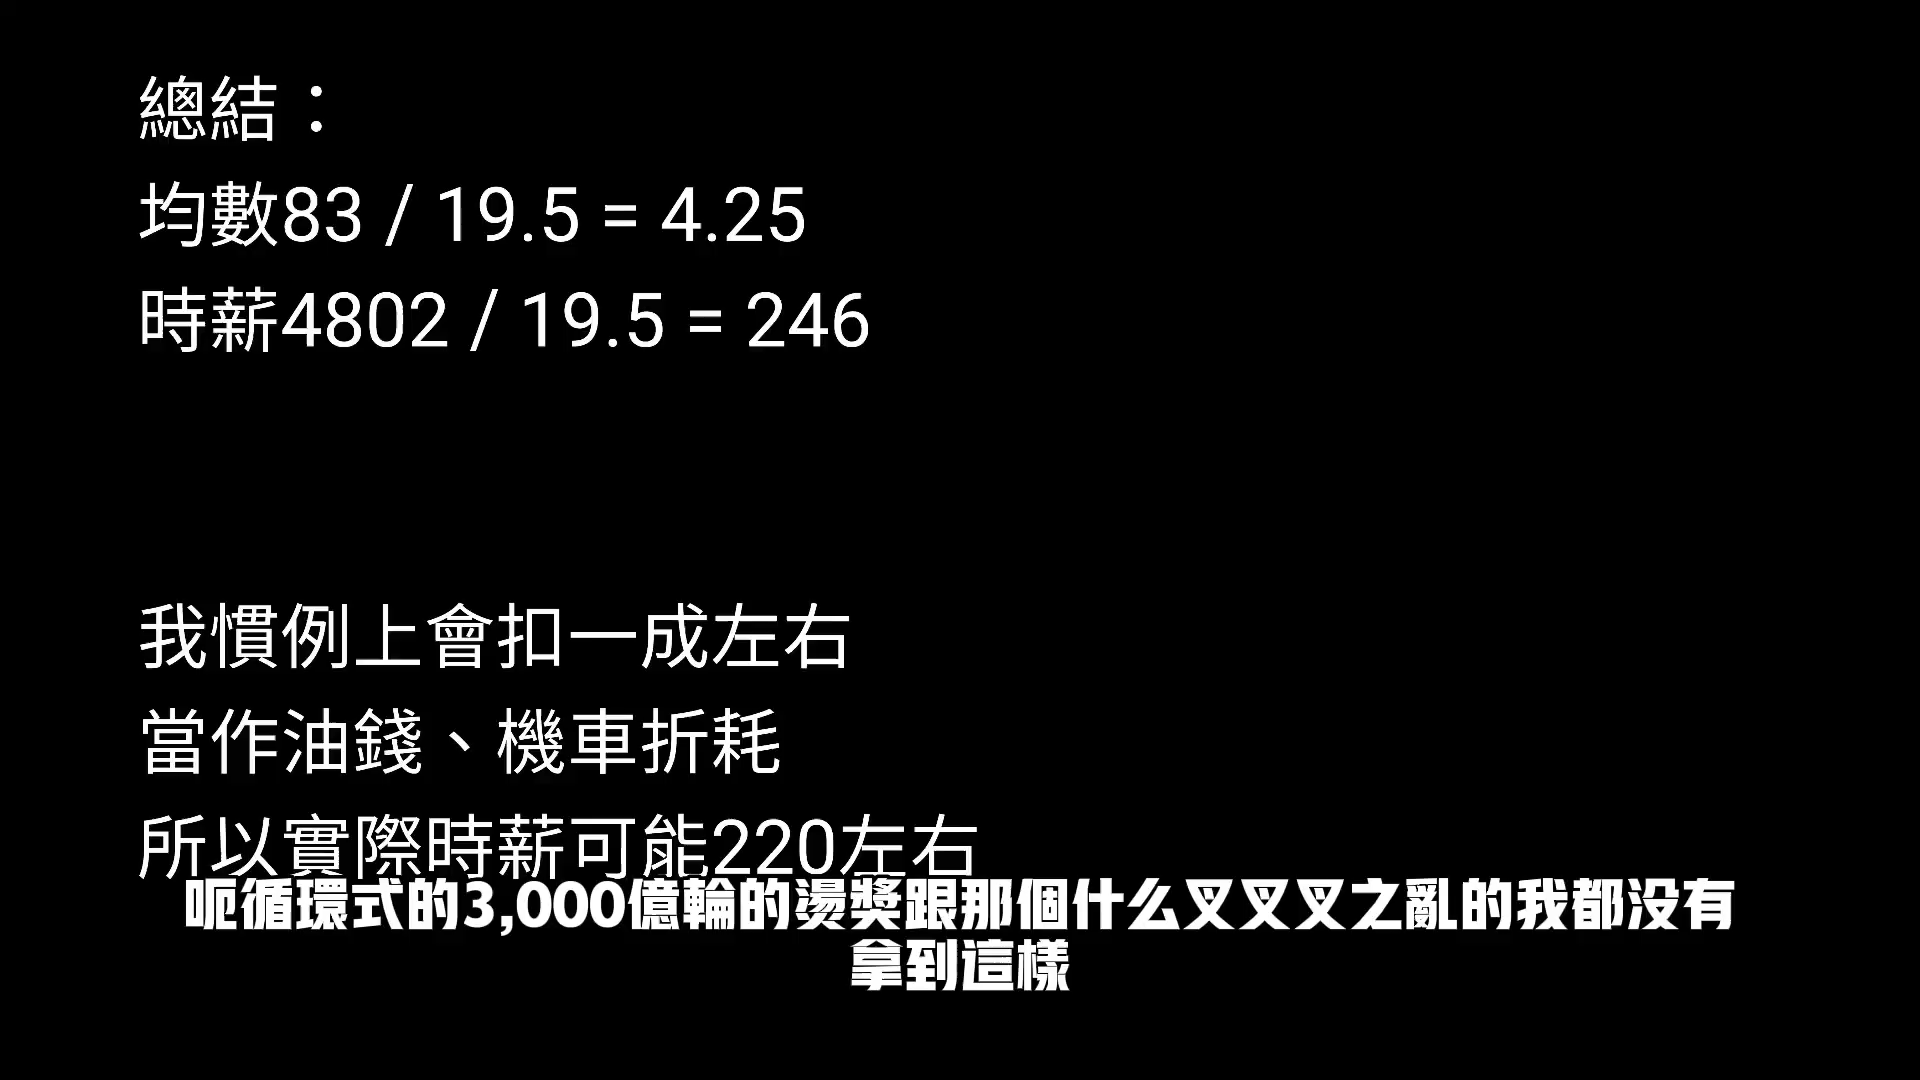 總結：
均數83 / 19.5 = 4.25
時薪4802 / 19.5 = 246
我慣例上會扣一成左右
當作油錢、機車折耗
所以實際時薪可能220左右
呃循環式的3,000億輪的燙獎跟那個什么叉叉叉之亂的我都没有
拿到這樣